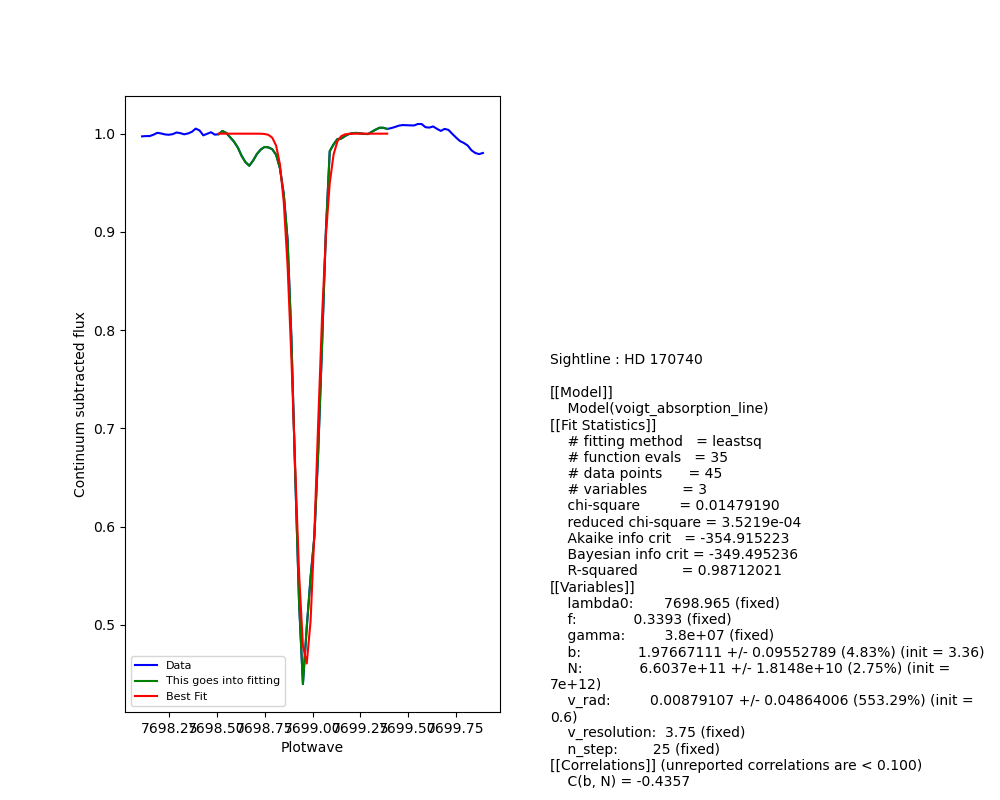 1.0
0.9
0.8
0.7
0.6
0.5
Continuum subtracted flux
Data
This goes into fitting
Best Fit
7698.25 7698.50 7698.75 7699.00 7699.25 7699.50 7699.75
Plotwave
Sightline : HD 170740
[[Model]]
Model(voigt_absorption_line)
[[Fit Statistics]]
# fitting method = leastsq
# function evals = 35
# data points = 45
# variables = 3
chi-square = 0.01479190
reduced chi-square = 3.5219e-04
Akaike info crit = -354.915223
Bayesian info crit = -349.495236
R-squared = 0.98712021
[[Variables]]
lambda0: 7698.965 (fixed)
f: 0.3393 (fixed)
gamma: 3.8e+07 (fixed)
b: 1.97667111 +/- 0.09552789 (4.83%) (init = 3.36)
N: 6.6037e+11 +/- 1.8148e+10 (2.75%) (init =
7e+12)
v_rad: 0.00879107 +/- 0.04864006 (553.29%) (init =
0.6)
v_resolution: 3.75 (fixed)
n_step: 25 (fixed)
[[Correlations]] (unreported correlations are < 0.100)
C(b, N) = -0.4357